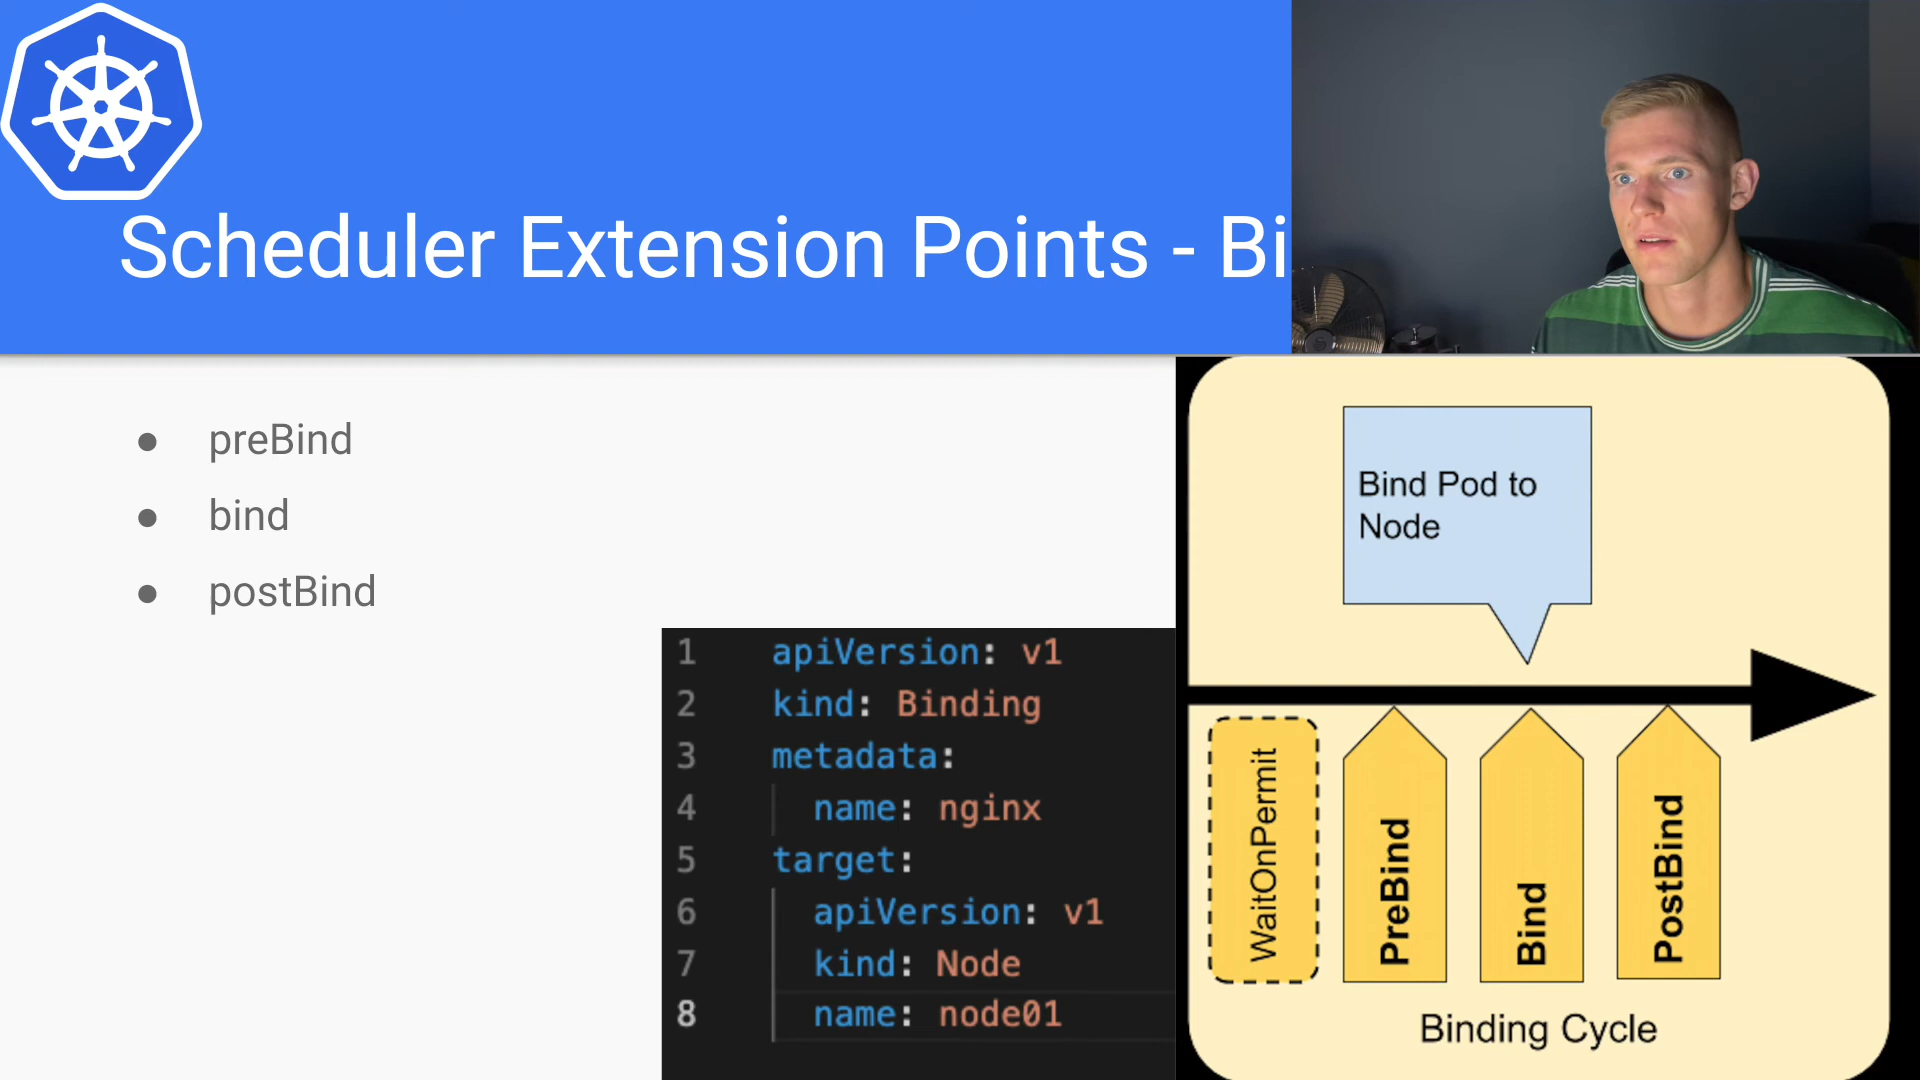 Scheduler Extension Points - Bi
● preBind
● bind
● postBind
1 apiVersion: v1
2 kind: Binding
3 metadata:
4 name: nginx
5 target:
6 apiVersion: v1
7 kind: Node
8 name: node01
Bind Pod to
Node
WaitOnPermit
PreBind
Bind
PostBind
Binding Cycle